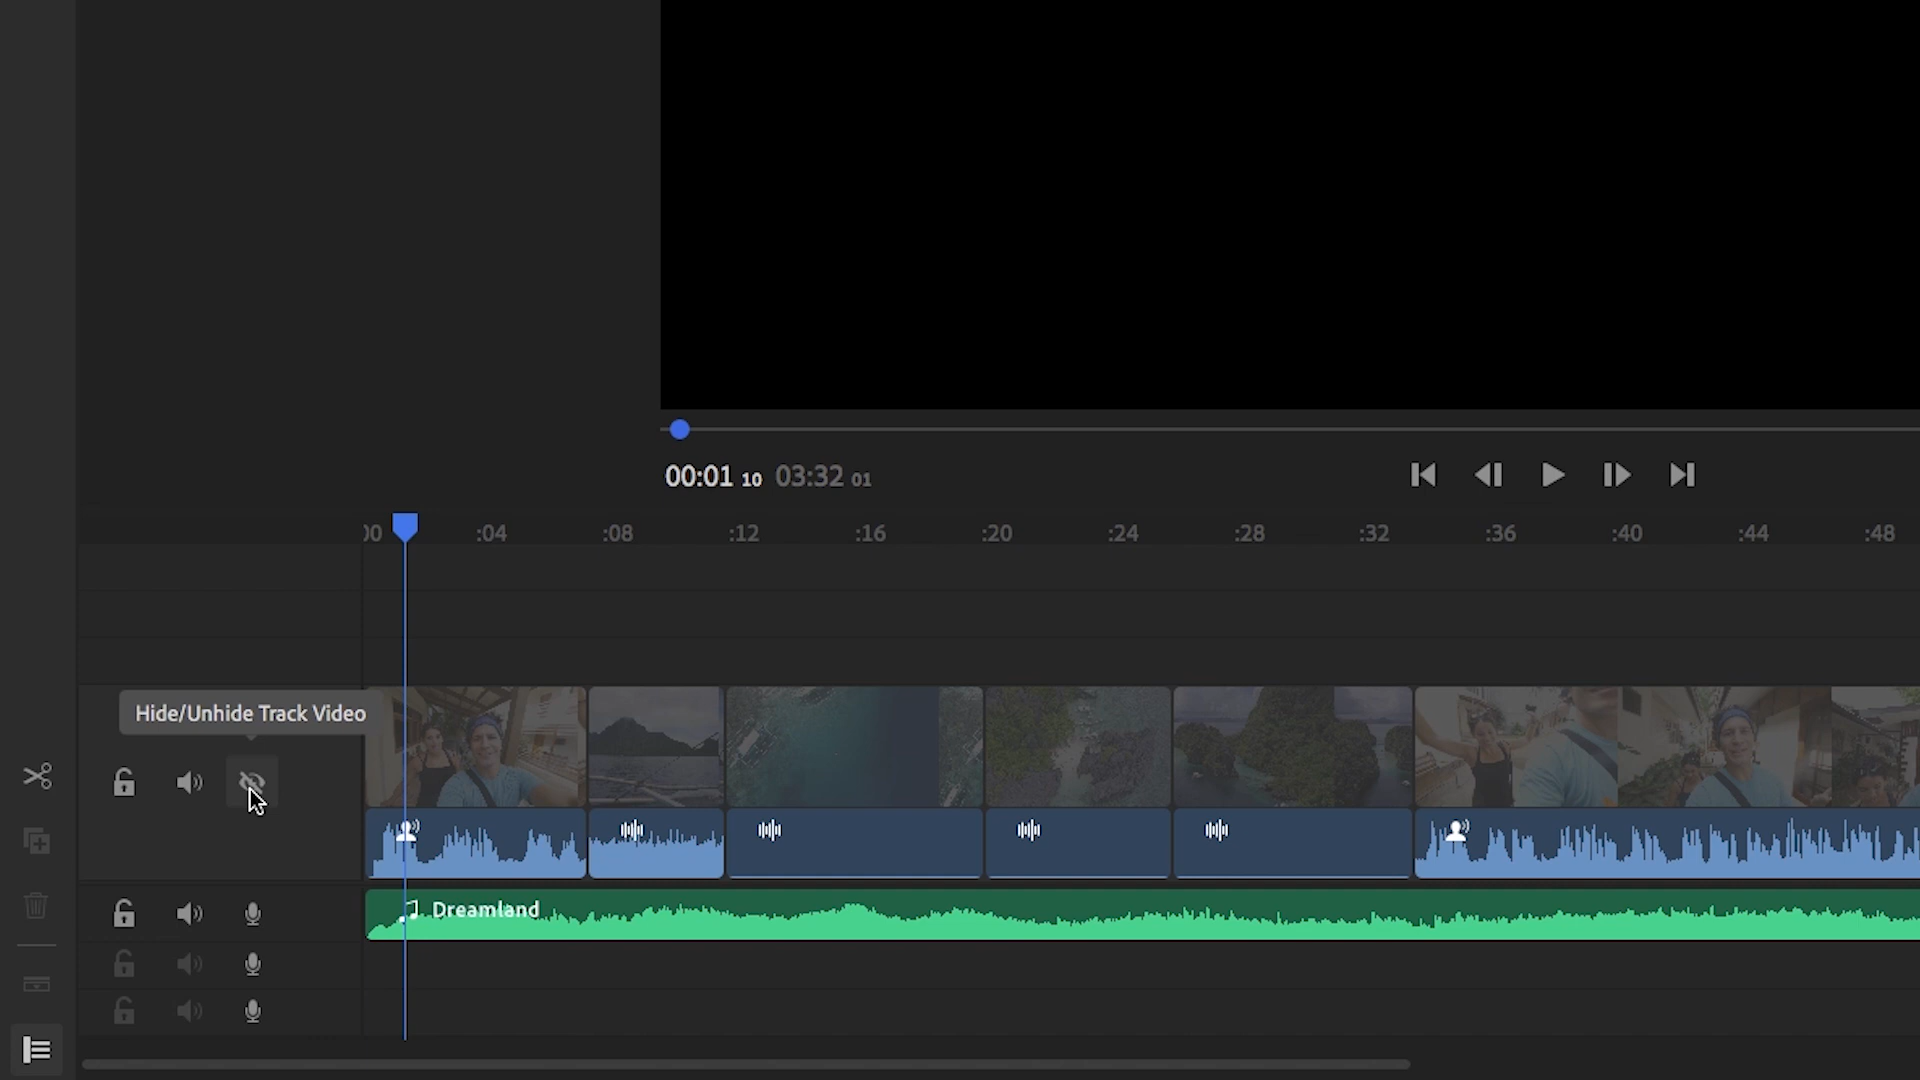 00:01 10 03:32 01
00 :04 :08 :12 :16 :20 :24 :28 :32 :36 :40 :44 :48
Hide/Unhide Track Video
Dreamland